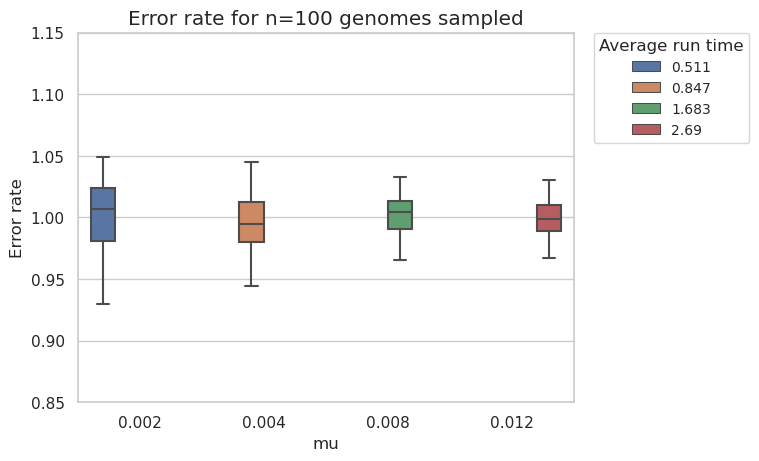 Error rate for n=100 genomes sampled
1.15
1.10
1.05
1.00
0.95
0.90
0.85
Error rate
0.002 0.004 0.008 0.012
mu
Average run time
0.511
0.847
1.683
2.69